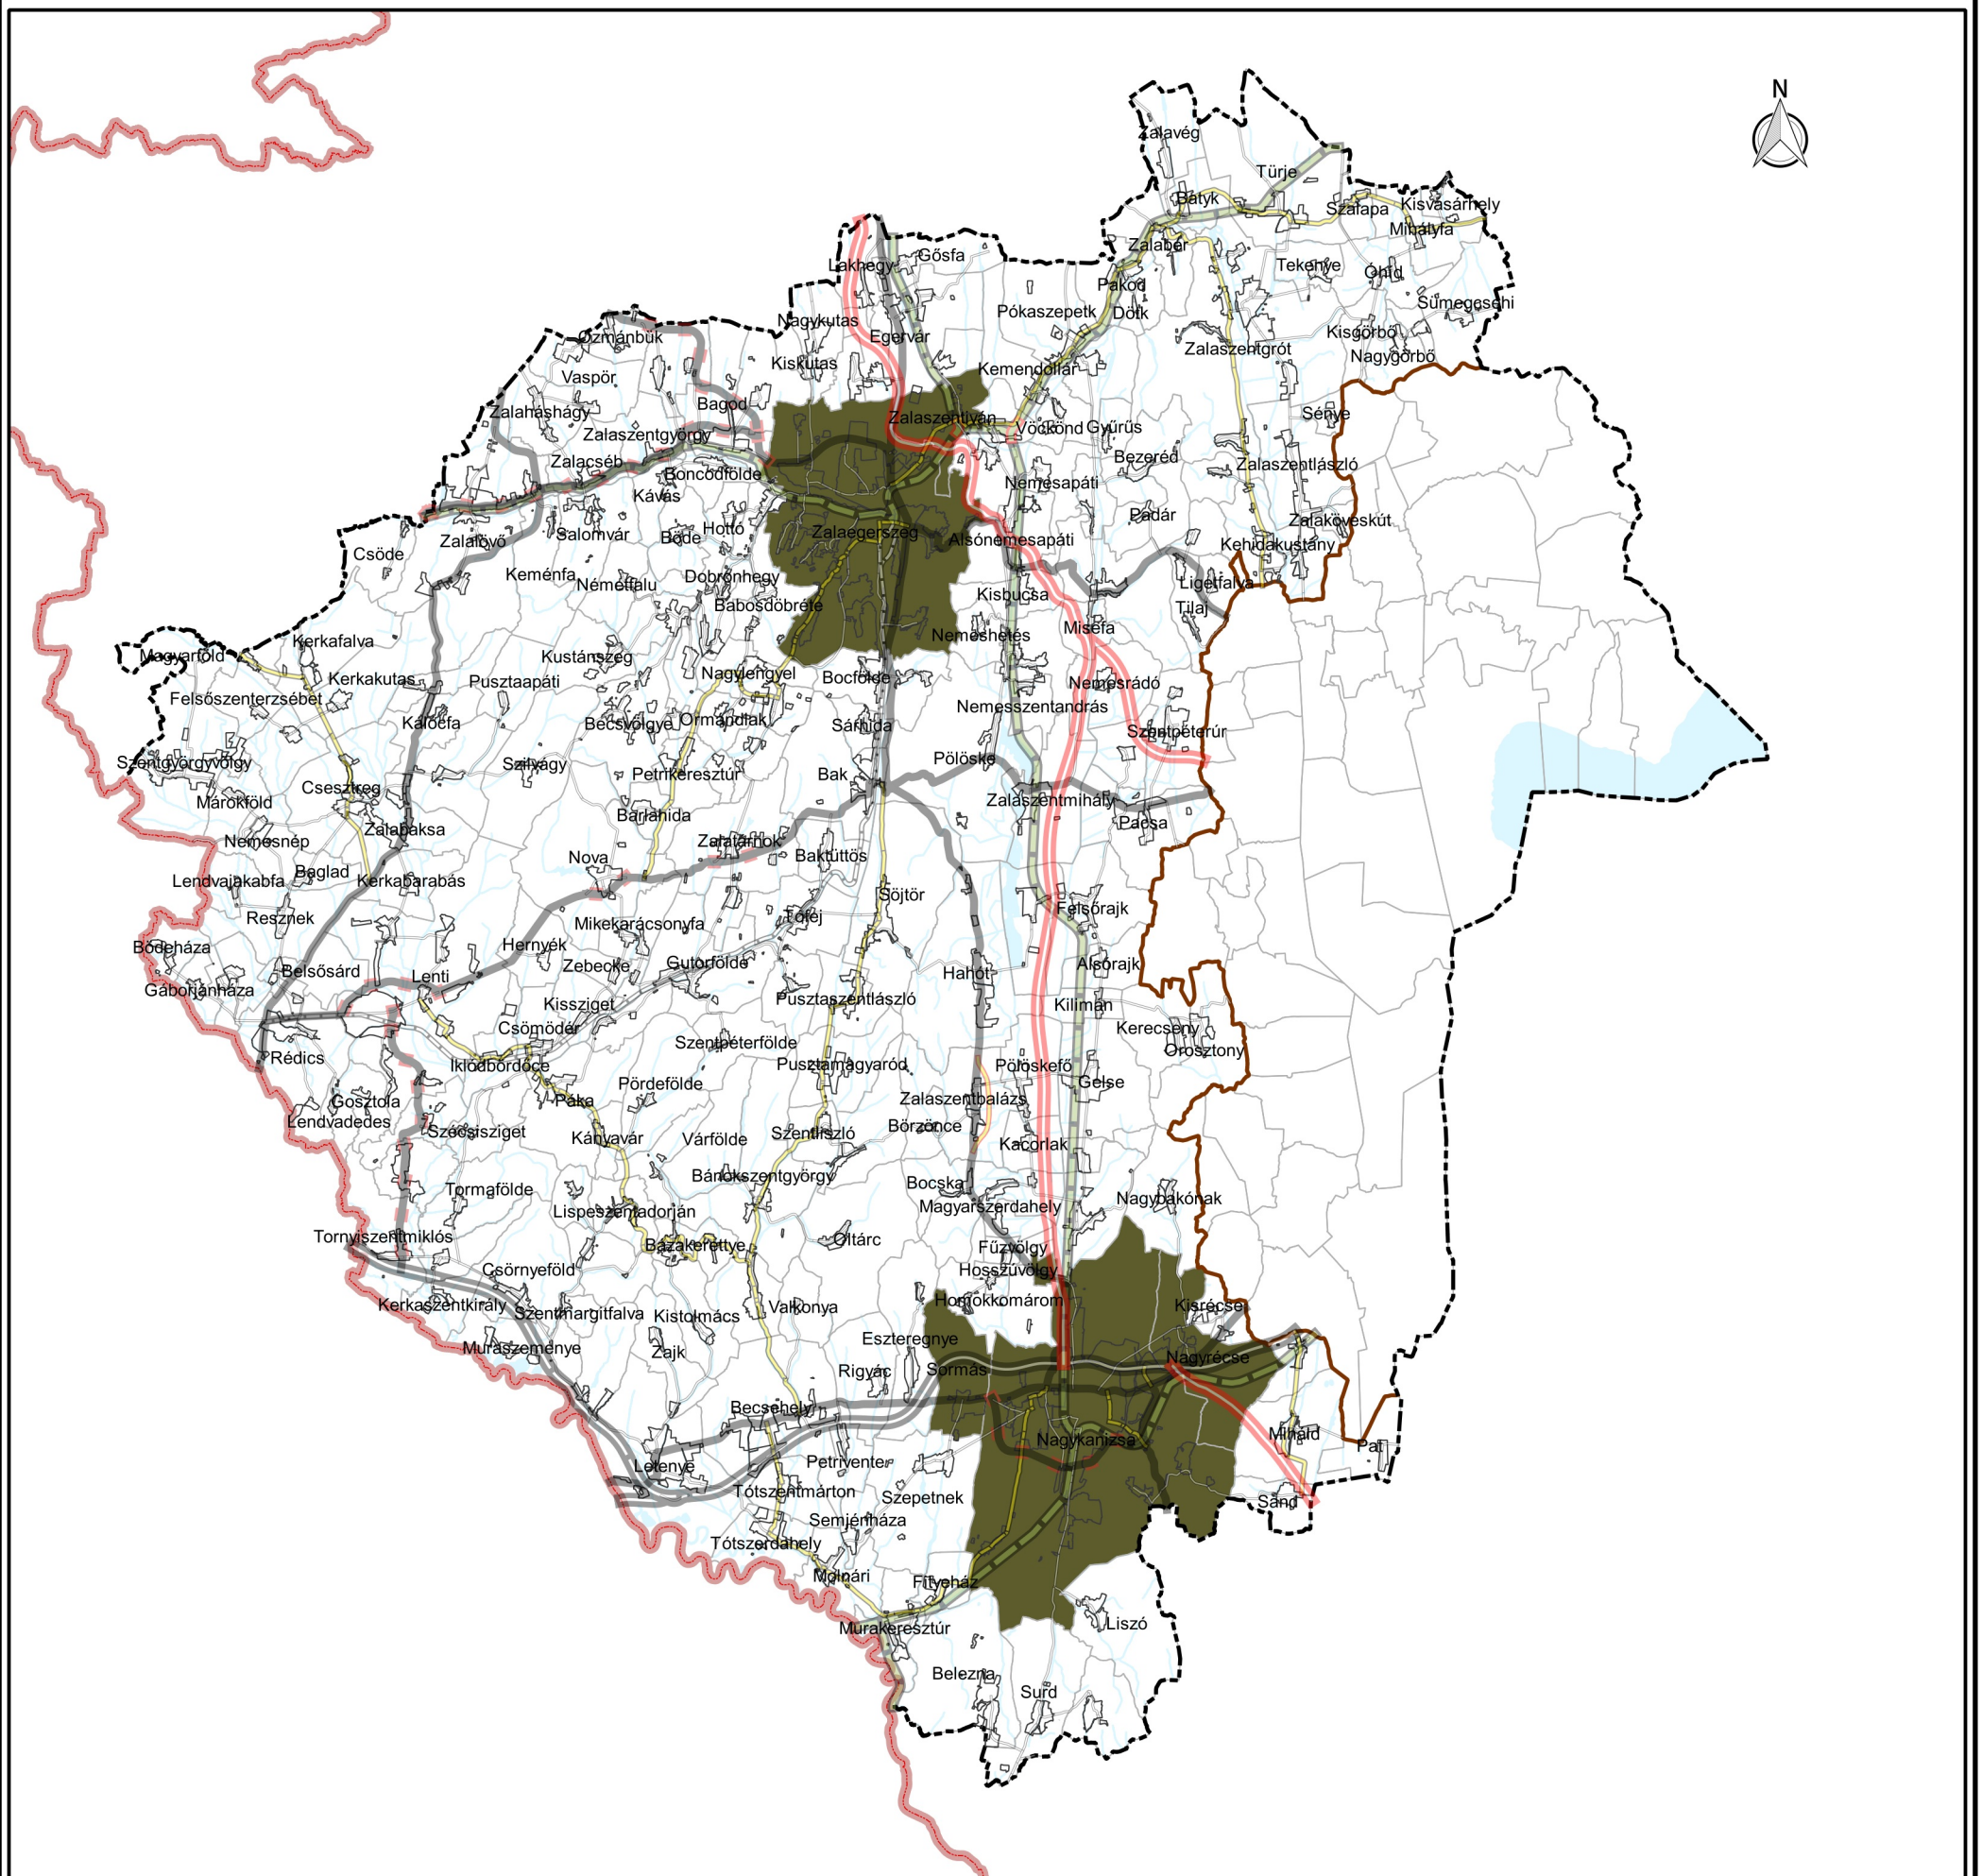 N
Zalavég
Türje
Bátyk
Szalapa
Kisvásárhely
Mihályfa
Zalabér
Gősfa
Lakhegy
Tekenye
Óhíd
Pakod
Sümegcsehi
Pókaszepetk
Dötk
Nagykutas
Egervár
Kisgörbő
Ozmánbük
Zalaszentgrót
Nagygörbő
Kiskutas
Kemendollár
Vaspör
Bagod
Zalaháshágy
Sénye
Zalaszentiván
Vöckönd
Gyűrűs
Zalaszentgyörgy
Bezeréd
Zalacséb
Zalaszentlászló
Boncodfölde
Nemesapáti
Kávás
Padár
Zalaköveskút
Hottó
Zalaegerszeg
Salomvár
Böde
Zalalövő
Alsónemesapáti
Kehidakustány
Csöde
Keménfa
Németfalu
Dobronhegy
Ligetfalva
Kisbucsa
Babosdöbréte
Tilaj
Misefa
Nemeshetés
Kerkafalva
Magyarföld
Kustánszeg
Nagylengyel
Bocfölde
Kerkakutas
Pusztaapáti
Nemesrádó
Felsőszenterzsébet
Nemesszentandrás
Kálócfa
Becsvölgye
Ormándlak
Sárhida
Szentpéterúr
Szentgyörgyvölgy
Szilvágy
Pölöske
Petrikeresztúr
Bak
Csesztreg
Márokföld
Zalaszentmihály
Barlahida
Pacsa
Zalabaksa
Nemesnép
Zalatárnok
Baktüttös
Nova
Baglad
Lendvajakabfa
Kerkabarabás
Söjtör
Felsőrajk
Resznek
Tófej
Mikekarácsonyfa
Bödeháza
Hernyék
Gutorfölde
Zebecke
Alsórajk
Belsősárd
Lenti
Hahót
Gáborjánháza
Pusztaszentlászló
Kissziget
Kilimán
Csömödér
Kerecseny
Szentpéterfölde
Orosztony
Rédics
Iklódbördőce
Pusztamagyaród
Pölöskefő
Pördefölde
Gelse
Gosztola
Páka
Zalaszentbalázs
Lendvadedes
Börzönce
Szécsisziget
Kányavár
Várfölde
Szentliszló
Kacorlak
Bánokszentgyörgy
Bocska
Tormafölde
Nagybakónak
Magyarszerdahely
Lispeszentadorján
Tornyiszentmiklós
Oltárc
Bázakerettye
Fűzvölgy
Csörnyeföld
Hosszúvölgy
Homokkomárom
Kerkaszentkirály
Valkonya
Kisrécse
Szentmargitfalva
Kistolmács
Eszteregnye
Muraszemenye
Zajk
Nagyrécse
Rigyác
Sormás
Becsehely
Miháld
Nagykanizsa
Pat
Letenye
Petrivente
Tótszentmárton
Szepetnek
Sand
Semjénháza
Tótszerdahely
Molnári
Fityeház
Liszó
Murakeresztúr
Belezna
Surd